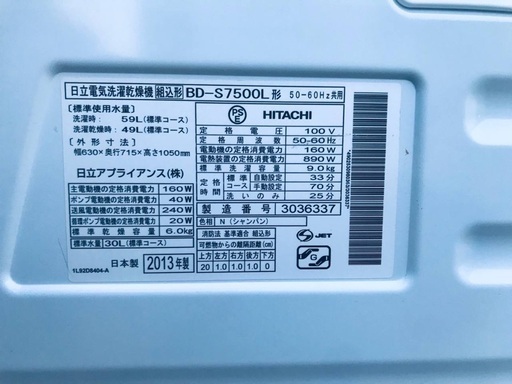 日立電気洗濯乾燥機 組込形 BD-S7500L 形 50-60Hz共用
[標準使用水量]
洗濯時: 59L(標準コース)
洗乾時: 49L(標準コース)
[外形寸法]
幅630×奥行715×高さ1050mm
日立アプライアンス(株)
主電動機の定格消費電力 160W
ポンプ電動機の定格消費電力 40W
送風電動機の定格消費電力 240W
循環ポンプ電動機の定格消費電力 20W
標準乾燥容量 6.0kg
標準水量 30L(標準コース)
日本製 2013年製
1L92D6404-A
PS E
HITACHI
定格電圧 100V
定格周波数 50-60Hz
電動機の定格消費電力 160W
電熱装置の定格消費電力 890W
標準洗濯容量 9.0kg
定格時間 標準コース 自動設定 33分
手動設定 70分
洗いのみ 25分
製造番号 3036337
色相 N (シャンパン)
消防法 基準適合 組込形
可燃物からの離隔距離(cm)
上方 左方 右方 前方 後方 下方
20 1.0 1.0 0 1.0 0
S JET
G